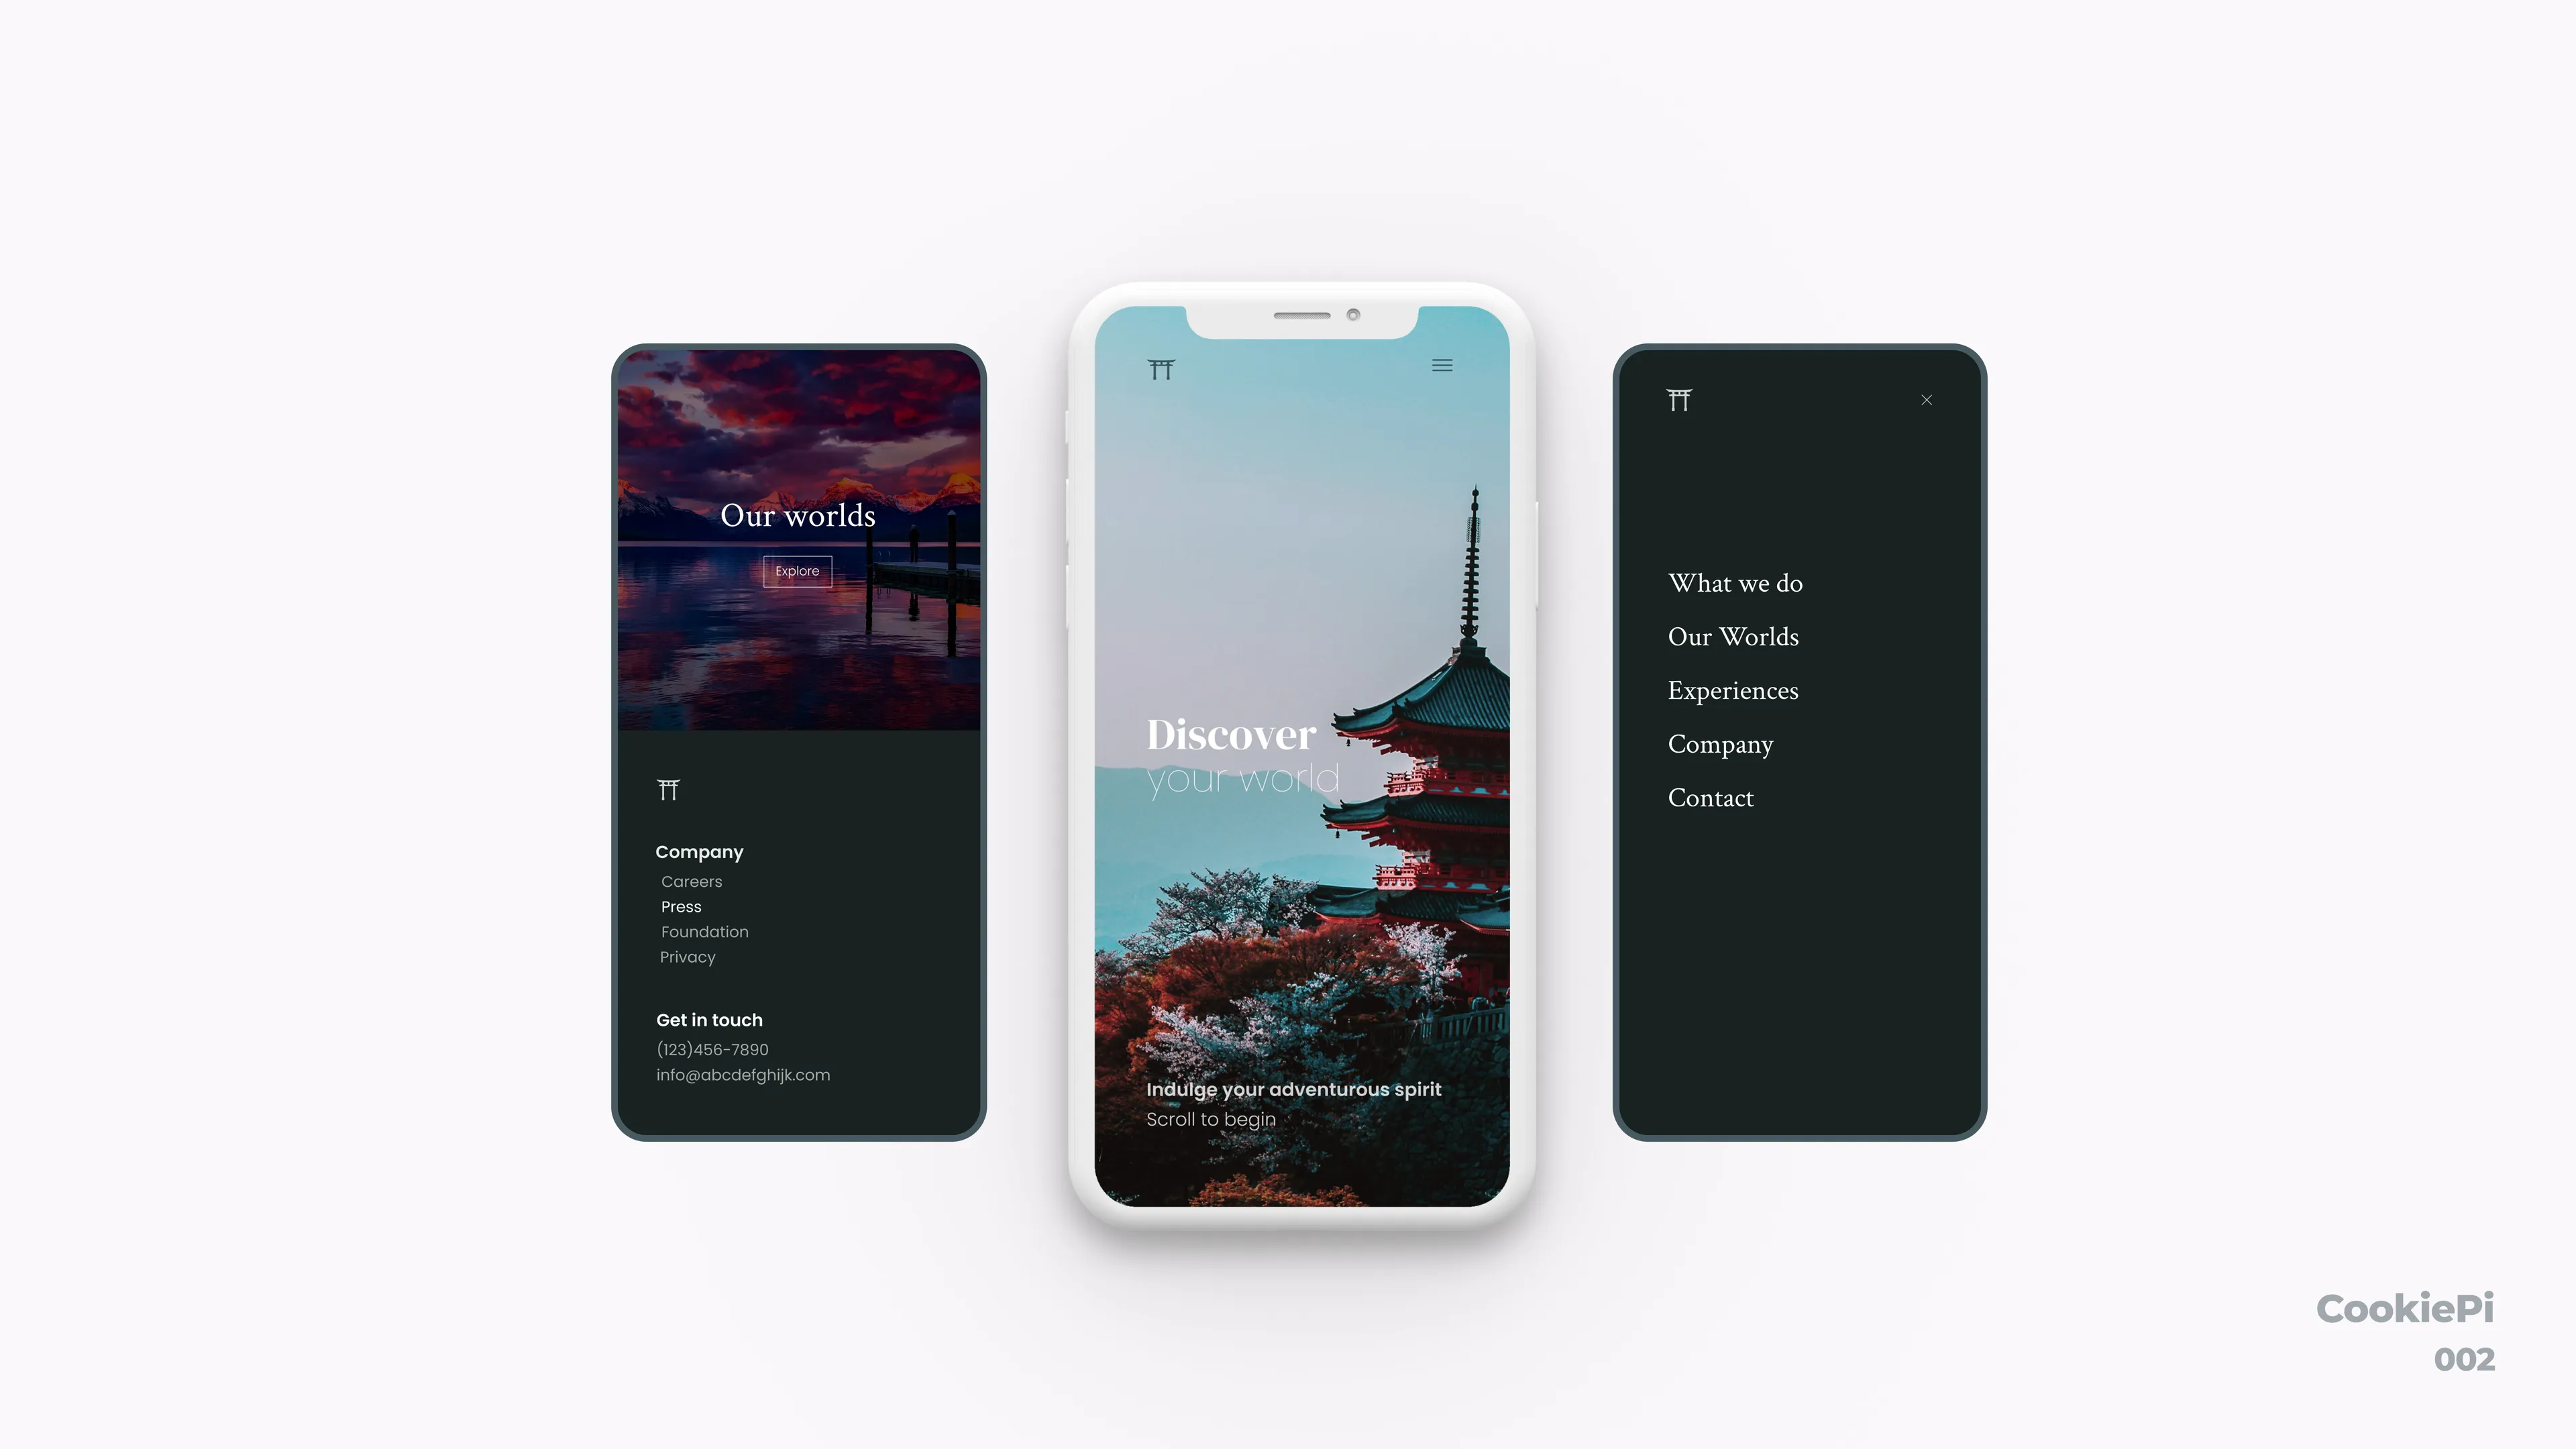 Our worlds
Explore
Company
Careers
Press
Foundation
Privacy
Get in touch
(123)456-7890
info@abcdefghijk.com
Discover
your world
Indulge your adventurous spirit
Scroll to begin
What we do
Our Worlds
Experiences
Company
Contact
CookiePi
002